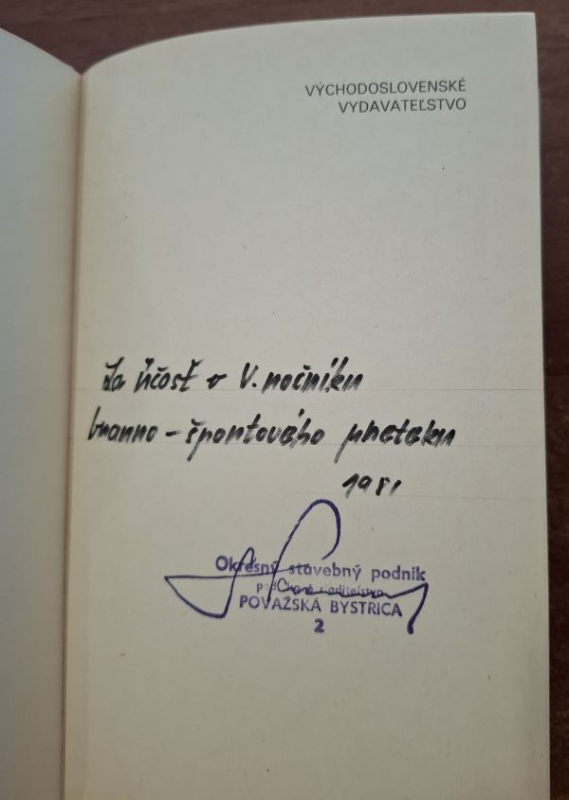 VÝCHODOSLOVENSKÉ
VYDAVATEĽSTVO
Za účasť v V. ročníku
branno - športového preteku
1981
Okresný stavebný podnik
POVAŽSKÁ BYSTRICA
2